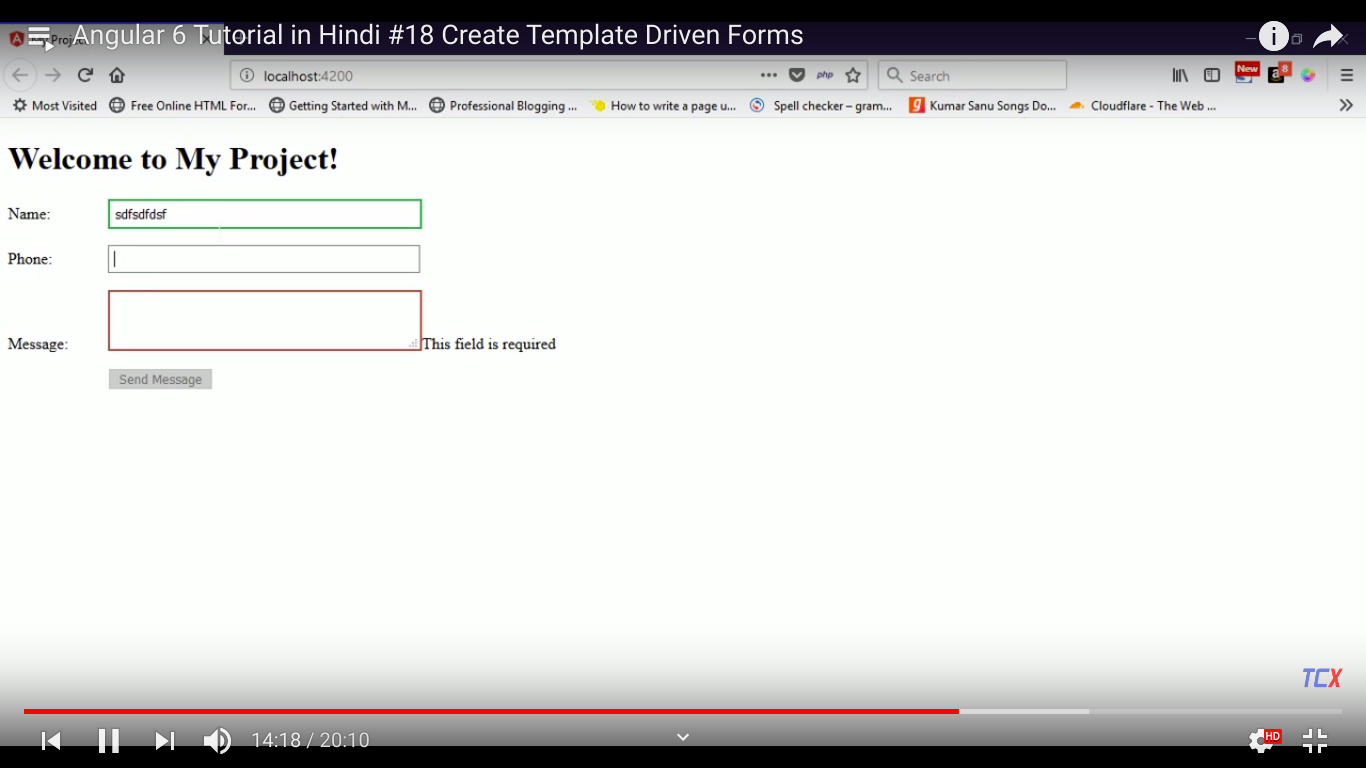 Angular 6 Tutorial in Hindi #18 Create Template Driven Forms
localhost:4200
php
Search
New
a 8
Most Visited
Free Online HTML For...
Getting Started with M...
Professional Blogging ...
How to write a page u...
Spell checker – gram...
Kumar Sanu Songs Do...
Cloudflare - The Web ...
Welcome to My Project!
Name: sdfsdfdsf
Phone:
Message: This field is required
Send Message
TCX
14:18 / 20:10
HD